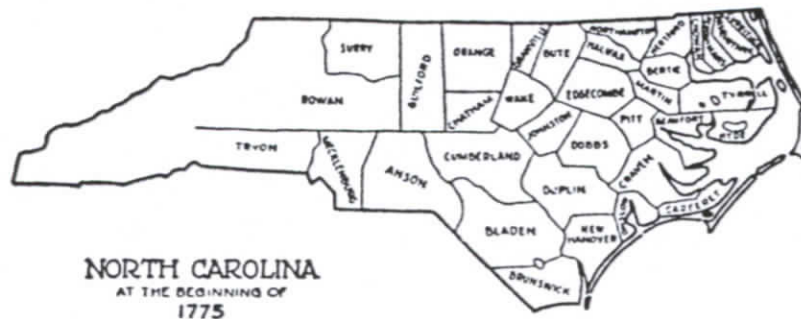 SURRY
GUILFORD
ORANGE
GRANVILLE
BUTE
NORTHAMPTON
HALIFAX
HERTFORD
BERTIE
ROWAN
CHATHAM
WAKE
EDGECOMBE
MARTIN
TYRRELL
JOHNSTON
PITT
BEAUFORT
HYDE
TRYON
MECKLENBURG
ANSON
CUMBERLAND
DOBBS
CRAVEN
DUPLIN
CARTERET
BLADEN
NEW
HANOVER
BRUNSWICK
NORTH CAROLINA
AT THE BEGINNING OF
1775